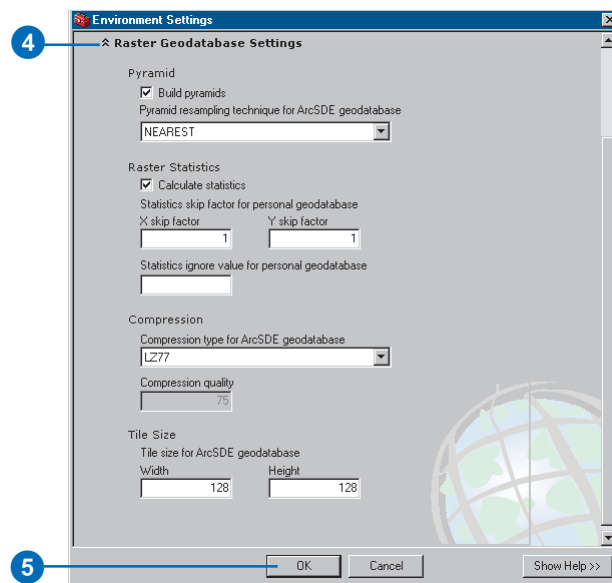 Environment Settings
4
Raster Geodatabase Settings
Pyramid
Build pyramids
Pyramid resampling technique for ArcSDE geodatabase
NEAREST
Raster Statistics
Calculate statistics
Statistics skip factor for personal geodatabase
X skip factor Y skip factor
1 1
Statistics ignore value for personal geodatabase
Compression
Compression type for ArcSDE geodatabase
LZ77
Compression quality
75
Tile Size
Tile size for ArcSDE geodatabase
Width Height
128 128
5
OK Cancel Show Help >>